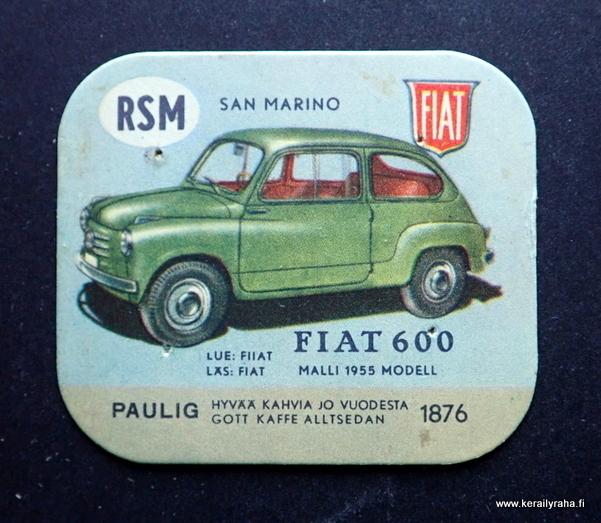 RSM
SAN MARINO
FIAT
FIAT 600
LUE: FIIAT
LÄS: FIAT
MALLI 1955 MODELL
PAULIG
HYVÄÄ KAHVIA JO VUODESTA
GOTT KAFFE ALLTSEDAN
1876
www.kerailyraha.fi